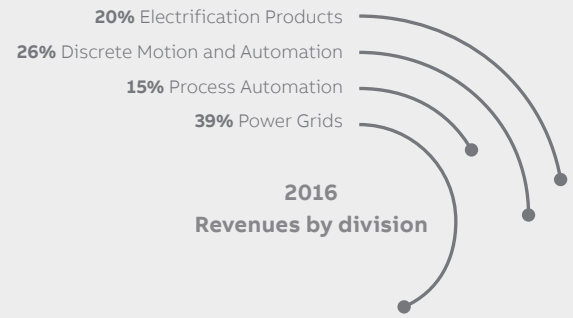 20% Electrification Products
26% Discrete Motion and Automation
15% Process Automation
39% Power Grids
2016
Revenues by division